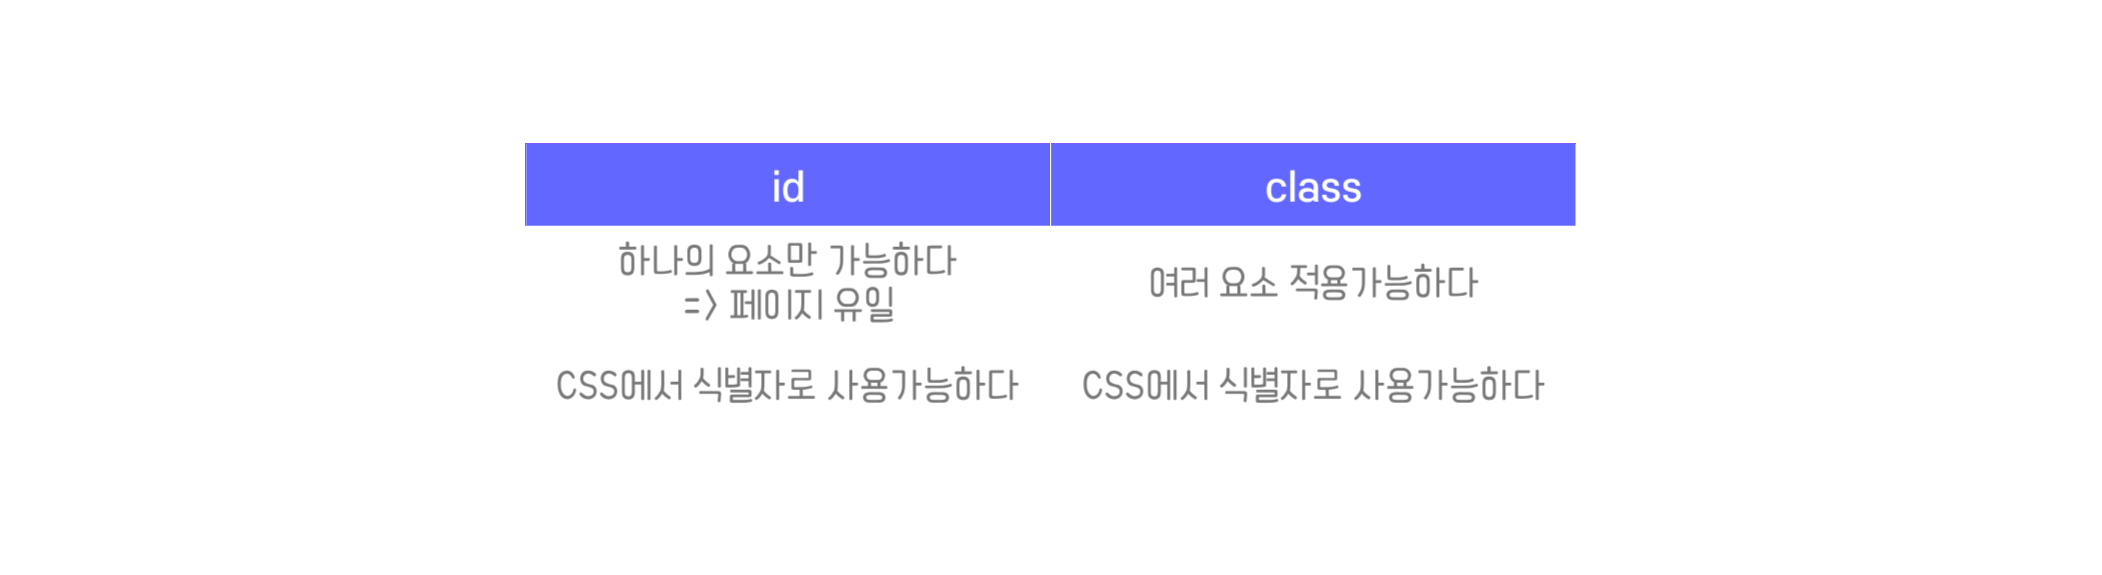 id
class
하나의 요소만 가능하다
=> 페이지 유일
여러 요소 적용가능하다
CSS에서 식별자로 사용가능하다
CSS에서 식별자로 사용가능하다